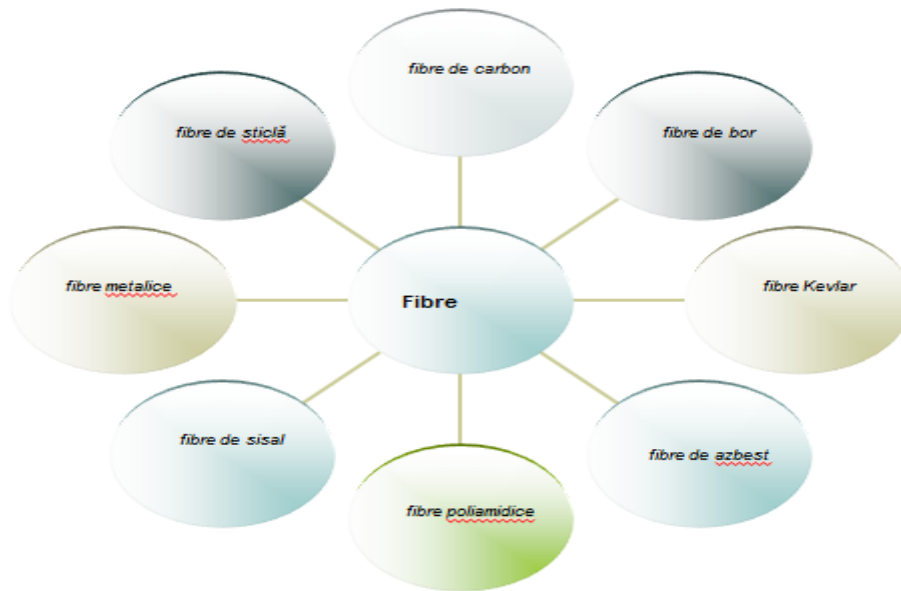 fibre de carbon
fibre de sticlă
fibre de bor
fibre metalice
Fibre
fibre Kevlar
fibre de sisal
fibre de azbest
fibre poliamidice